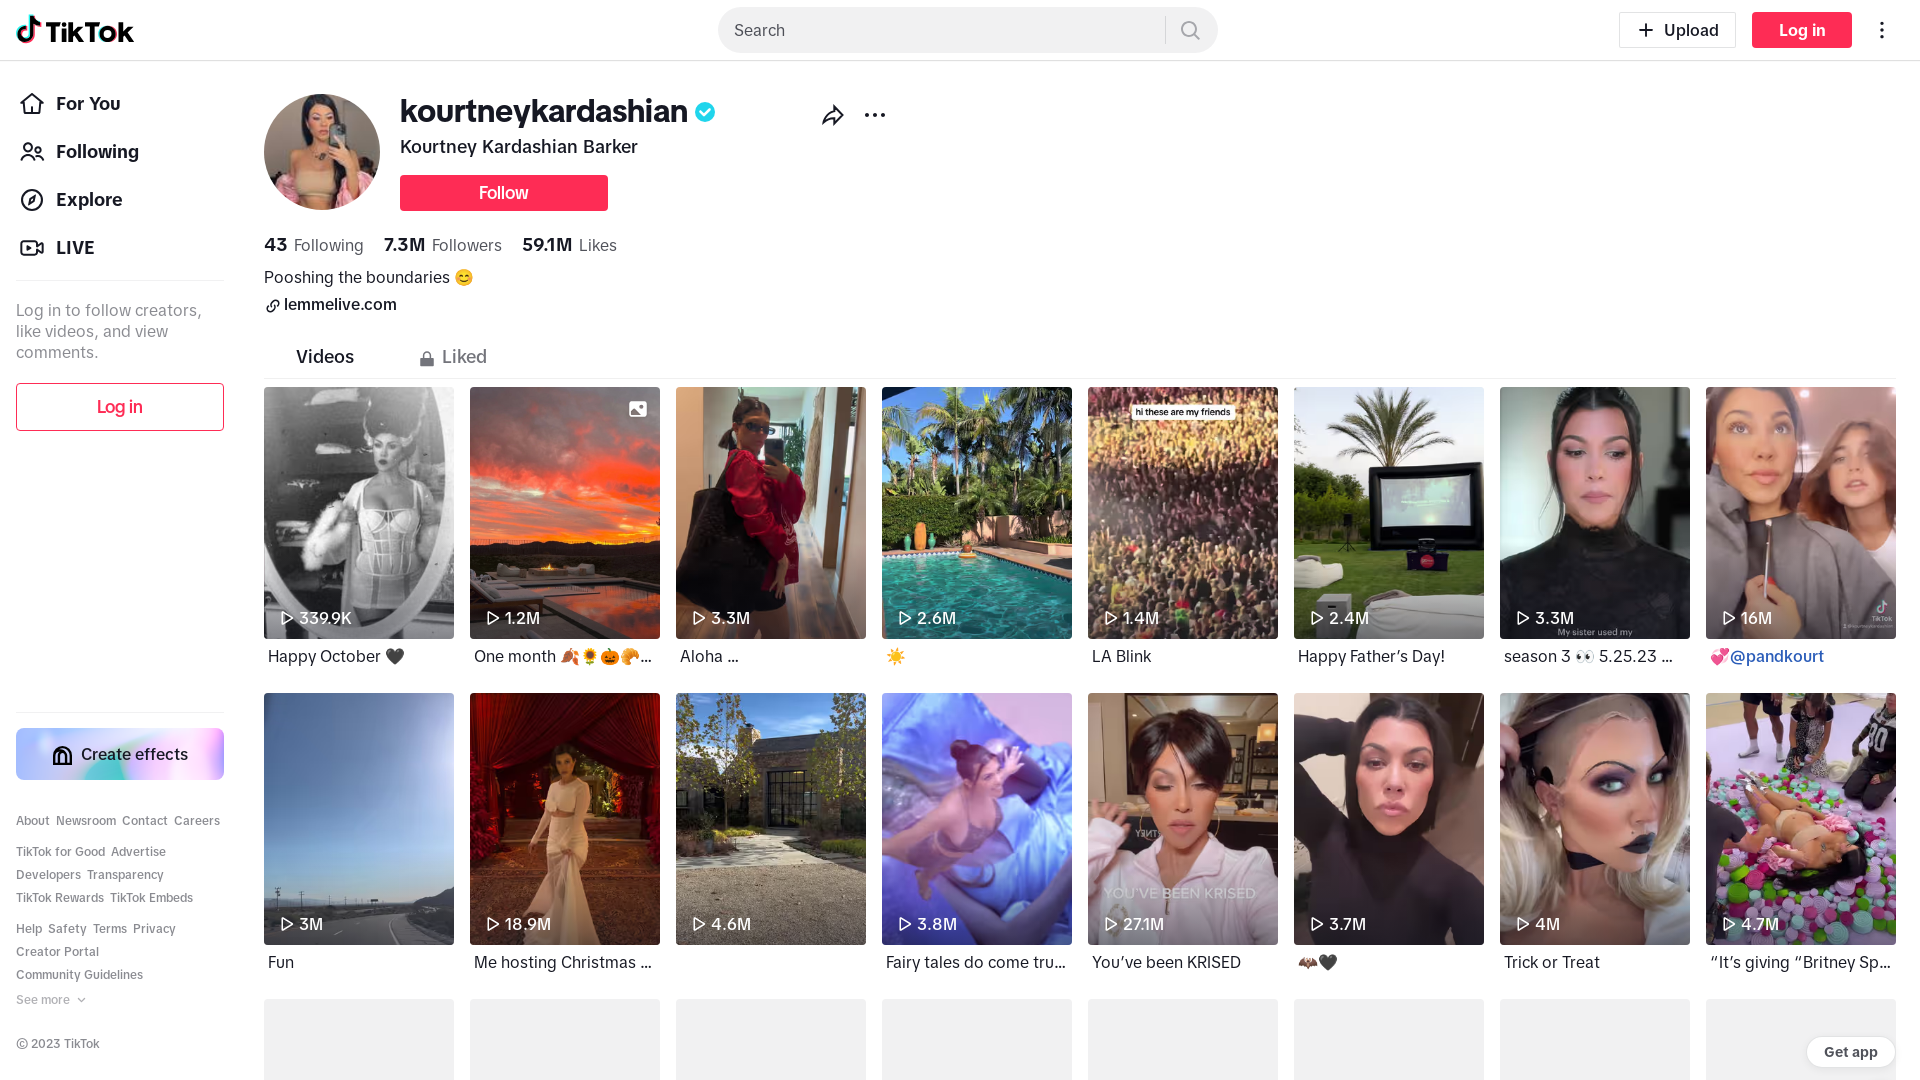 TikTok
Search
Upload
Log in
For You
Following
Explore
LIVE
Log in to follow creators,
like videos, and view
comments.
Log in
Create effects
About Newsroom Contact Careers
TikTok for Good Advertise
Developers Transparency
TikTok Rewards TikTok Embeds
Help Safety Terms Privacy
Creator Portal
Community Guidelines
See more
© 2023 TikTok
kourtneykardashian
Kourtney Kardashian Barker
Follow
43 Following 7.3M Followers 59.1M Likes
Pooshing the boundaries 😊
lemmelive.com
Videos
Liked
339.9K
Happy October 🖤
1.2M
One month 🍂🌻🎃🥐...
3.3M
Aloha ...
2.6M
☀️
hi these are my friends
1.4M
LA Blink
2.4M
Happy Father’s Day!
3.3M
My sister used my
season 3 👀 5.25.23 ...
16M
TikTok
💞@pandkourt
3M
Fun
18.9M
Me hosting Christmas ...
4.6M
3.8M
Fairy tales do come tru...
YOU'VE BEEN KRISED
27.1M
You’ve been KRISED
3.7M
🦇🖤
4M
Trick or Treat
80
4.7M
“It’s giving “Britney Sp...
Get app